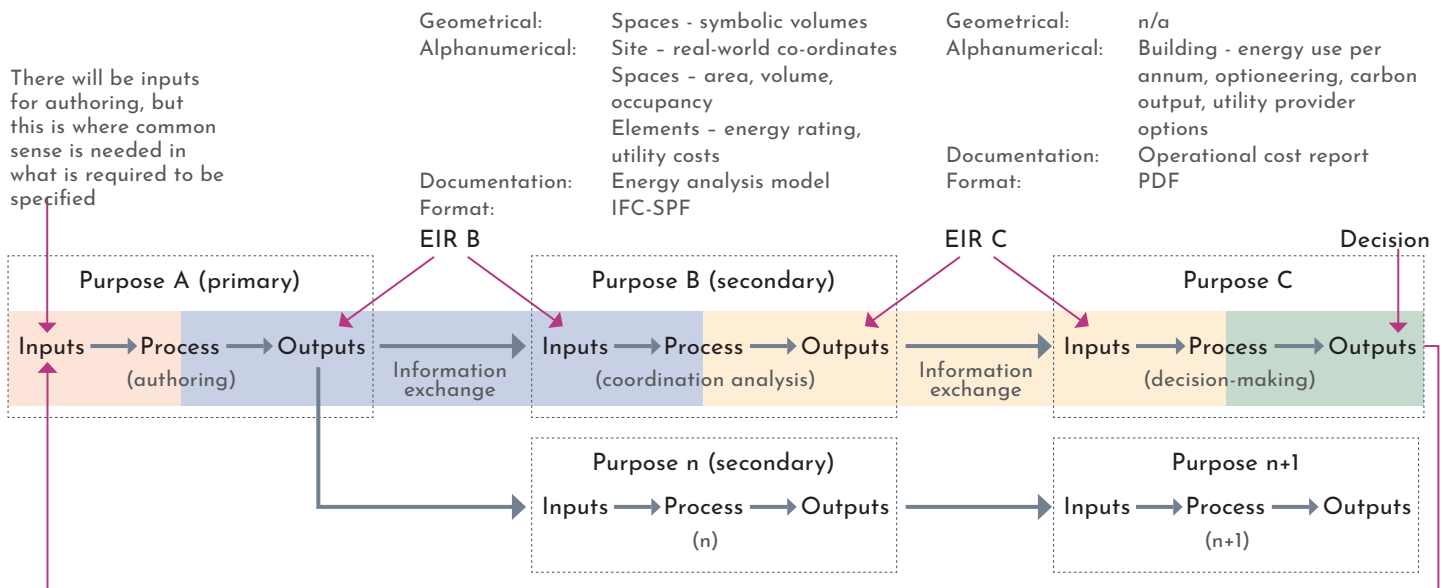 There will be inputs
for authoring, but
this is where common
sense is needed in
what is required to be
specified
Geometrical: Spaces - symbolic volumes
Alphanumerical: Site – real-world co-ordinates
Spaces – area, volume,
occupancy
Elements – energy rating,
utility costs
Documentation: Energy analysis model
Format: IFC-SPF
EIR B
Geometrical: n/a
Alphanumerical: Building - energy use per
annum, optioneering, carbon
output, utility provider
options
Documentation: Operational cost report
Format: PDF
EIR C
Decision
Purpose A (primary)
Inputs Process Outputs
(authoring)
Information
exchange
Purpose B (secondary)
Inputs Process Outputs
(coordination analysis)
Information
exchange
Purpose C
Inputs Process Outputs
(decision-making)
Purpose n (secondary)
Inputs Process Outputs
(n)
Purpose n+1
Inputs Process Outputs
(n+1)